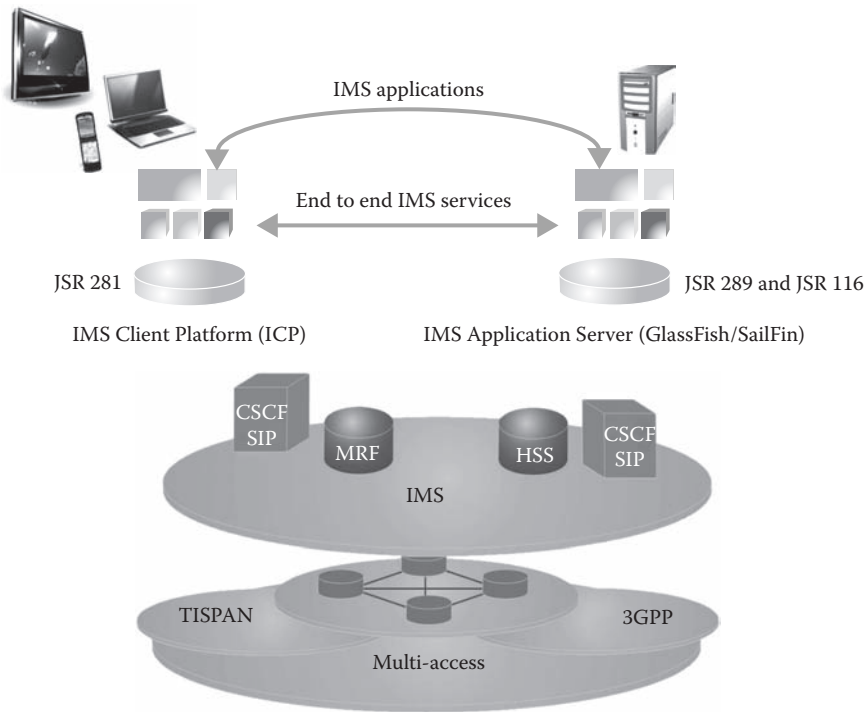 IMS applications
End to end IMS services
JSR 281
JSR 289 and JSR 116
IMS Client Platform (ICP)
IMS Application Server (GlassFish/SailFin)
CSCF
SIP
MRF
HSS
CSCF
SIP
IMS
TISPAN
3GPP
Multi-access